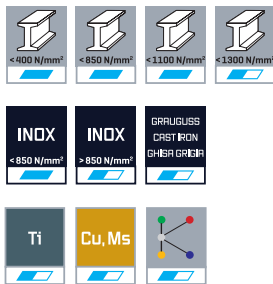 <400 N/mm² <850 N/mm² <1100 N/mm² <1300 N/mm²
INOX INOX GRAUGUSS
CAST IRON
GHISA GRIGIA
<850 N/mm² >850 N/mm²
Ti Cu, Ms